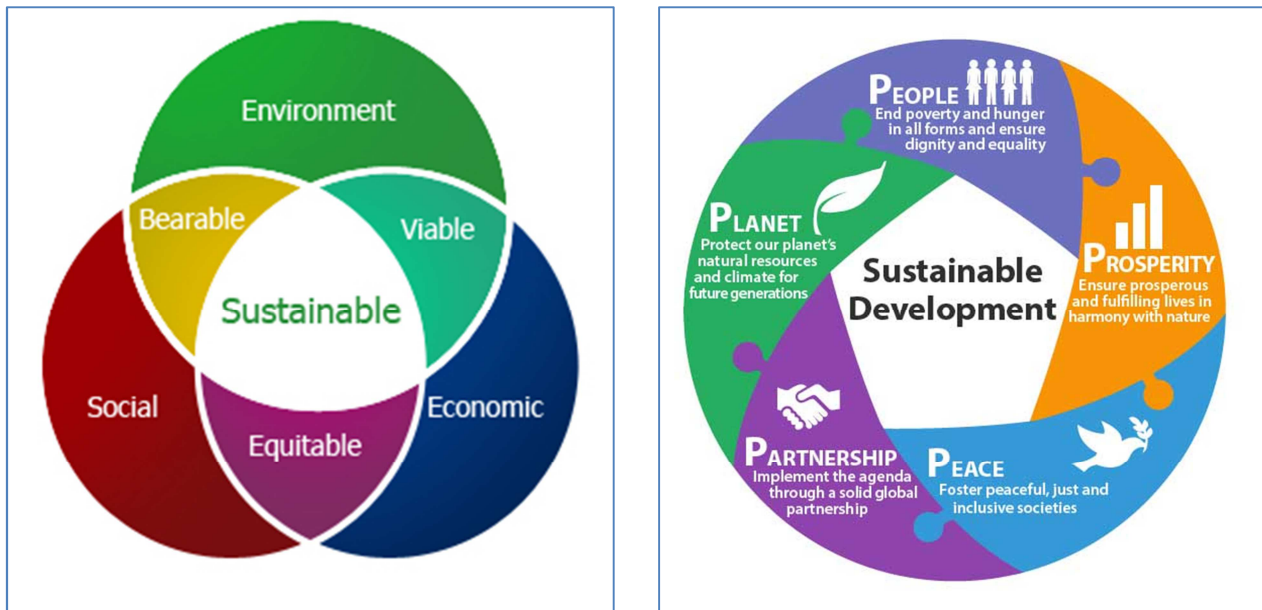 Environment
Bearable
Viable
Sustainable
Social
Economic
Equitable
PEOPLE
End poverty and hunger
in all forms and ensure
dignity and equality
PLANET
Protect our planet's
natural resources
and climate for
future generations
PROSPERITY
Ensure prosperous
and fulfilling lives in
harmony with nature
Sustainable
Development
PARTNERSHIP
Implement the agenda
through a solid global
partnership
PEACE
Foster peaceful, just and
inclusive societies